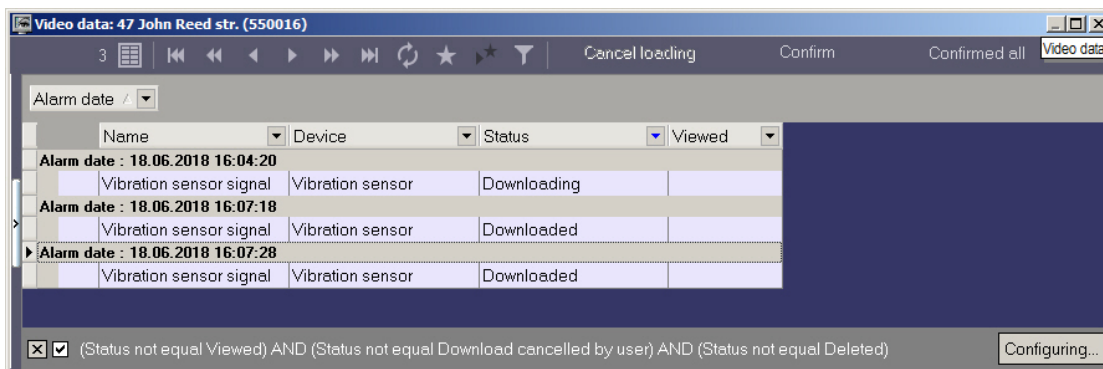 Video data: 47 John Reed str. (550016)
3 Cancel loading Confirm Confirmed all Video data
Alarm date
Name Device Status Viewed
Alarm date : 18.06.2018 16:04:20
Vibration sensor signal Vibration sensor Downloading
Alarm date : 18.06.2018 16:07:18
Vibration sensor signal Vibration sensor Downloaded
Alarm date : 18.06.2018 16:07:28
Vibration sensor signal Vibration sensor Downloaded
(Status not equal Viewed) AND (Status not equal Download cancelled by user) AND (Status not equal Deleted) Configuring...